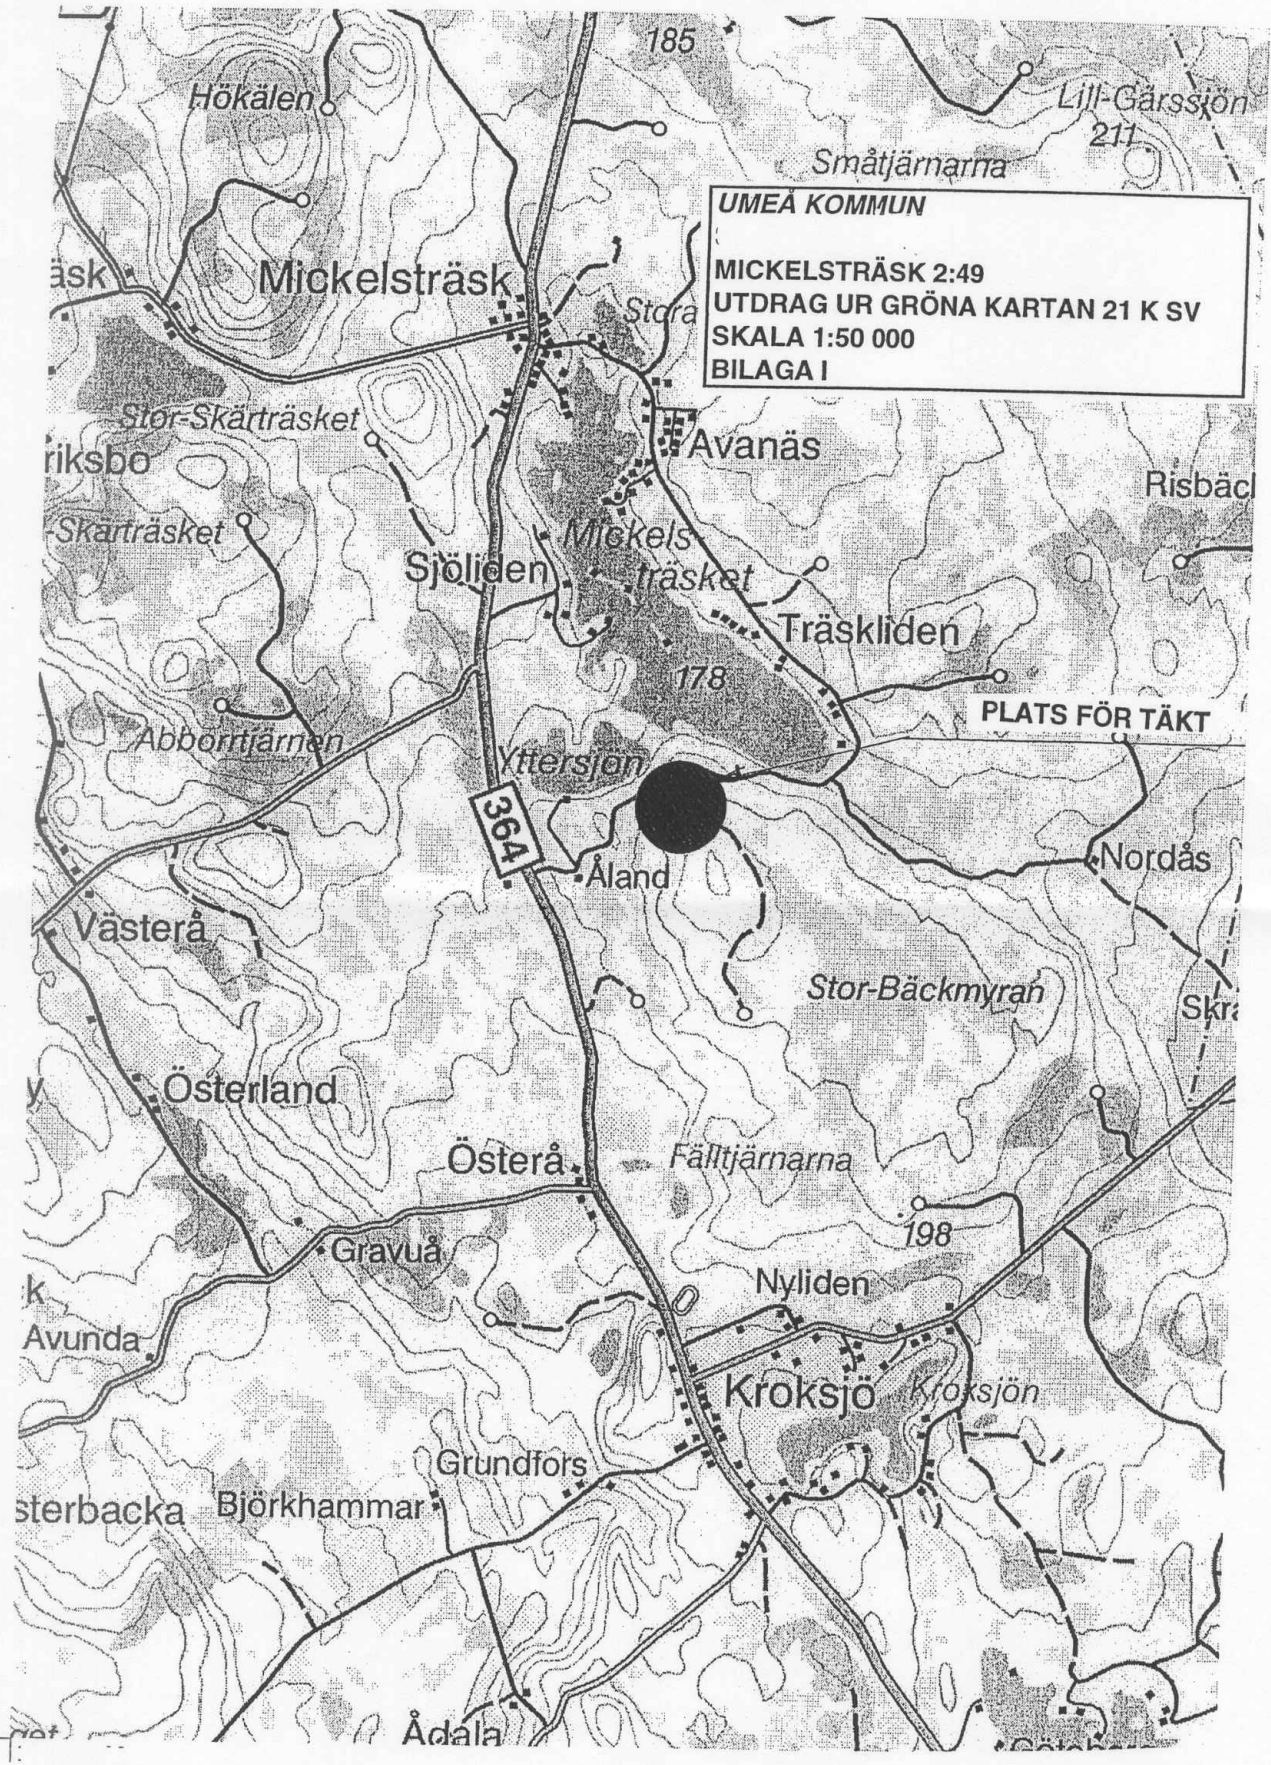 185
Hökälen
Lill-Gärssjön
211
Småtjärnarna
UMEÅ KOMMUN
MICKELSTRÄSK 2:49
UTDRAG UR GRÖNA KARTAN 21 K SV
SKALA 1:50 000
BILAGA I
äsk
Mickelsträsk
Stora
Stor-Skärträsket
Avanäs
riksbo
Risbäc
-Skärträsket
Mickels
träsket
Sjöliden
Träskliden
178
PLATS FÖR TÄKT
Abborrtjärnen
Yttersjön
364
Åland
Nordås
Västerå
Stor-Bäckmyran
Skra
y
Österland
Österå
Fälltjärnarna
198
Gravuå
Nyliden
k
Avunda
Kroksjö
Kroksjön
Grundfors
Björkhammar
sterbacka
Ådala